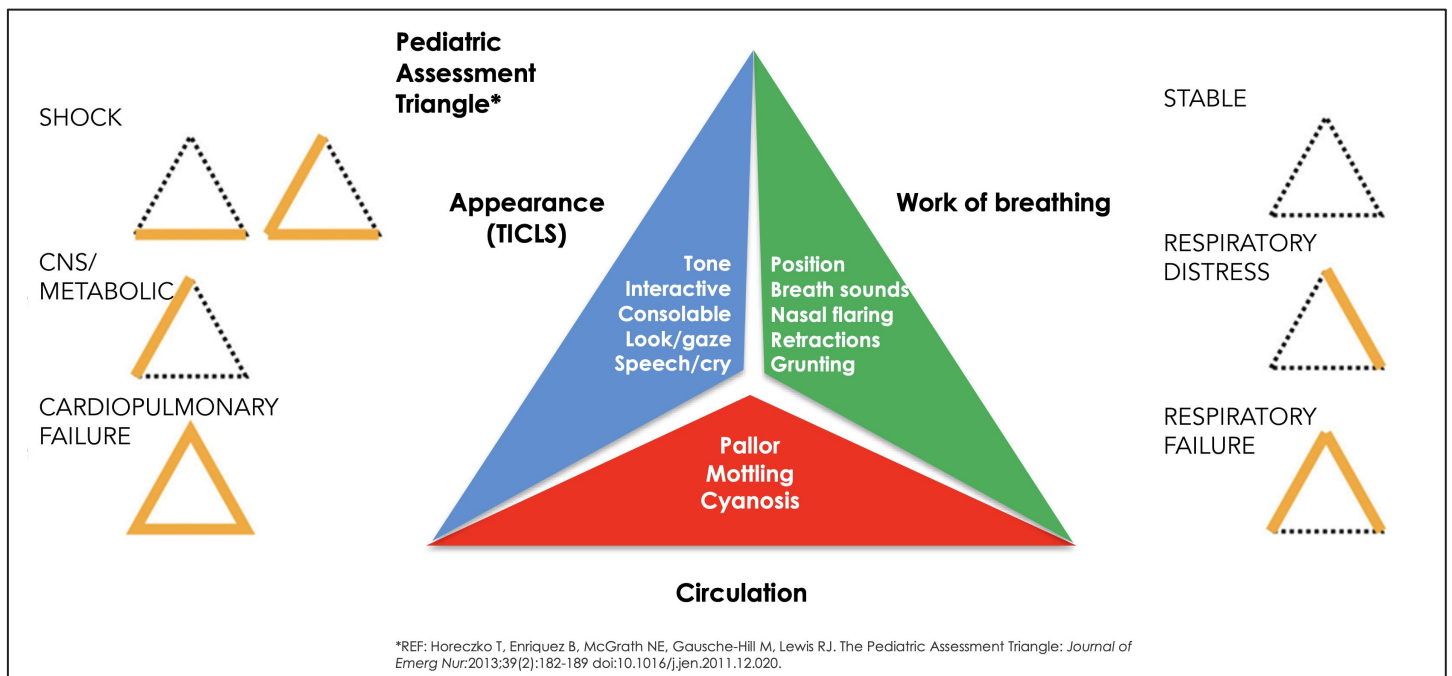 Pediatric
Assessment
Triangle*
SHOCK
CNS/
METABOLIC
CARDIOPULMONARY
FAILURE
Appearance
(TICLS)
Tone
Interactive
Consolable
Look/gaze
Speech/cry
Work of breathing
Position
Breath sounds
Nasal flaring
Retractions
Grunting
Pallor
Mottling
Cyanosis
Circulation
STABLE
RESPIRATORY
DISTRESS
RESPIRATORY
FAILURE
*REF: Horeczko T, Enriquez B, McGrath NE, Gausche-Hill M, Lewis RJ. The Pediatric Assessment Triangle: Journal of
Emerg Nur:2013;39(2):182-189 doi:10.1016/j.jen.2011.12.020.